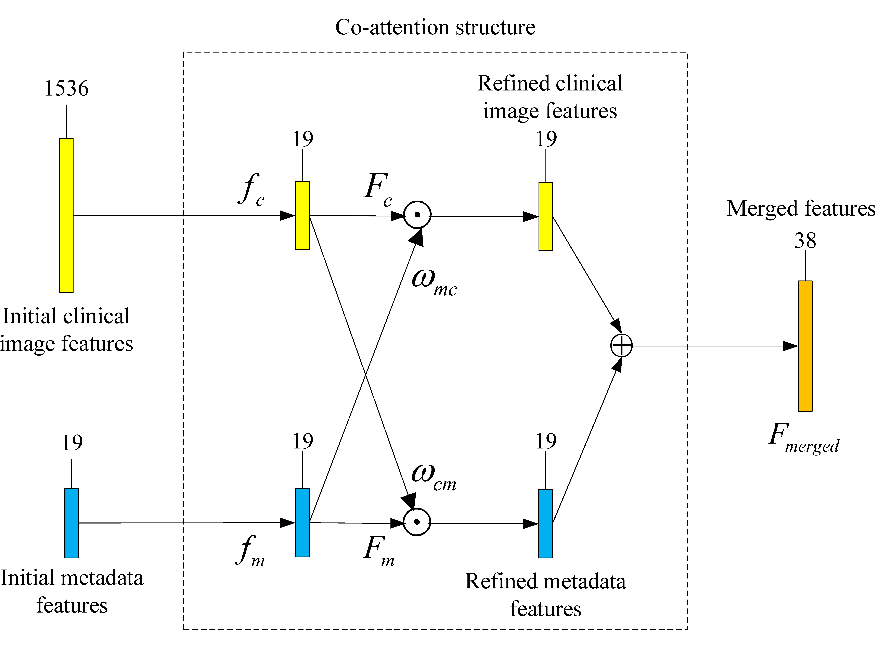 Co-attention structure
1536
Refined clinical
image features
19
19
f_c
F_c
Merged features
38
ω_mc
Initial clinical
image features
19
19
19
ω_cm
F_merged
f_m
F_m
Initial metadata
features
Refined metadata
features